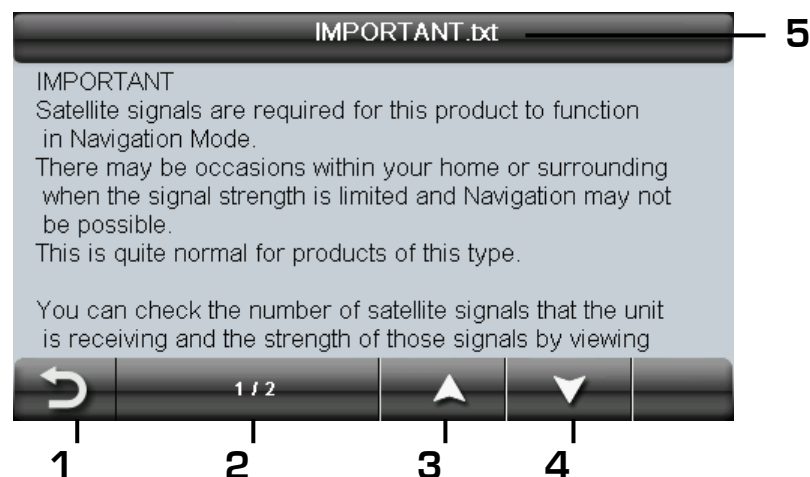 IMPORTANT.txt
5
IMPORTANT
Satellite signals are required for this product to function
in Navigation Mode.
There may be occasions within your home or surrounding
when the signal strength is limited and Navigation may not
be possible.
This is quite normal for products of this type.
You can check the number of satellite signals that the unit
is receiving and the strength of those signals by viewing
1 / 2
1 2 3 4